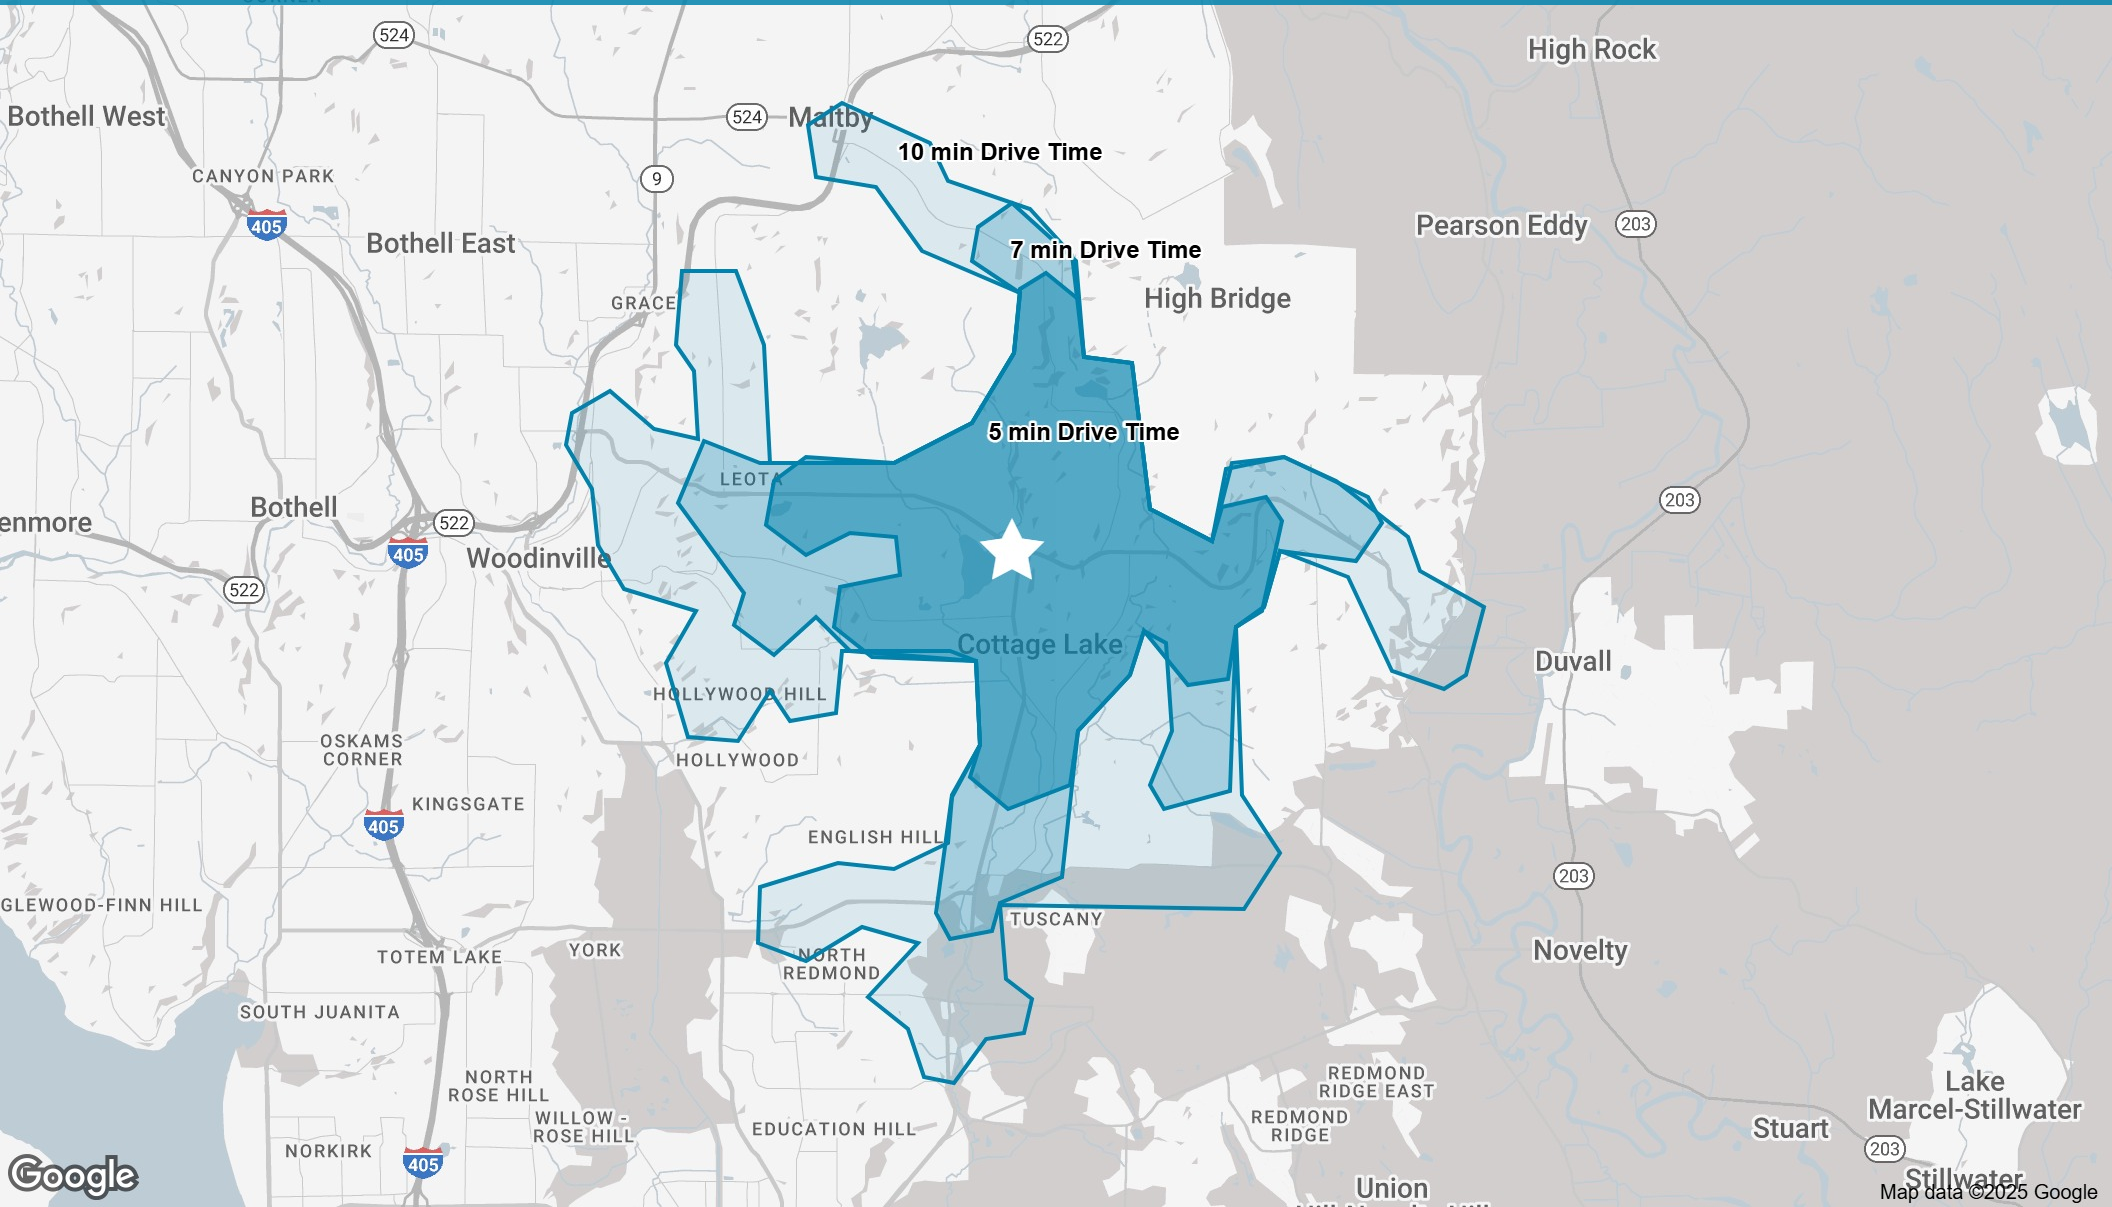 524
522
High Rock
Bothell West
524
Maltby
10 min Drive Time
CANYON PARK
9
405
Pearson Eddy
203
Bothell East
7 min Drive Time
GRACE
High Bridge
5 min Drive Time
LEOTA
203
Bothell
enmore
522
405
Woodinville
522
Cottage Lake
Duvall
HOLLYWOOD HILL
OSKAMS
CORNER
HOLLYWOOD
KINGSGATE
405
ENGLISH HILL
203
GLEWOOD-FINN HILL
TUSCANY
YORK
TOTEM LAKE
NORTH
REDMOND
Novelty
SOUTH JUANITA
NORTH
ROSE HILL
REDMOND
RIDGE EAST
Lake
Marcel-Stillwater
WILLOW -
ROSE HILL
EDUCATION HILL
REDMOND
RIDGE
Stuart
NORKIRK
405
203
Google
Union
Stillwater
Map data ©2025 Google